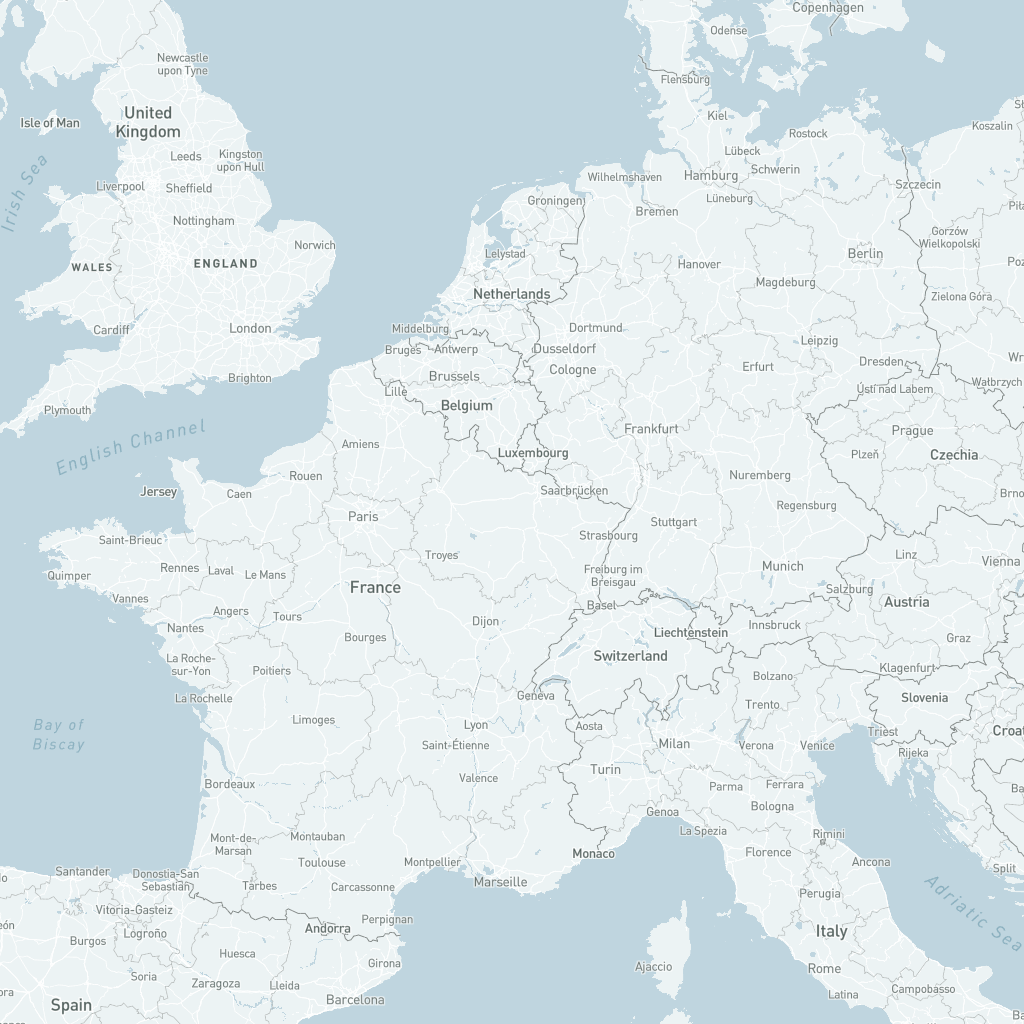 Copenhagen
Odense
Newcastle
upon Tyne
Flensburg
Isle of Man
United
Kingdom
Kiel
Koszalin
Rostock
Irish Sea
Leeds
Kingston
upon Hull
Lübeck
Schwerin
Liverpool
Sheffield
Wilhelmshaven
Hamburg
Szczecin
Groningen
Lüneburg
Nottingham
Bremen
Norwich
Gorzów
Wielkopolski
Lelystad
Berlin
WALES
ENGLAND
Hanover
Magdeburg
Netherlands
Zielona Góra
Cardiff
London
Middelburg
Dortmund
Leipzig
Bruges
Antwerp
Dusseldorf
Dresden
Brighton
Brussels
Cologne
Erfurt
Wałbrzych
Lille
Ústí nad Labem
Plymouth
Belgium
English Channel
Frankfurt
Prague
Amiens
Luxembourg
Plzeň
Czechia
Rouen
Nuremberg
Jersey
Caen
Saarbrücken
Brno
Regensburg
Paris
Stuttgart
Saint-Brieuc
Strasbourg
Troyes
Linz
Vienna
Rennes
Laval
Le Mans
Quimper
Freiburg im
Breisgau
Munich
France
Salzburg
Vannes
Basel
Austria
Angers
Tours
Dijon
Nantes
Liechtenstein
Innsbruck
Bourges
Graz
La Roche-
sur-Yon
Poitiers
Switzerland
Klagenfurt
Bolzano
La Rochelle
Geneva
Slovenia
Trento
Bay of
Biscay
Limoges
Lyon
Aosta
Triest
Croat
Saint-Étienne
Milan
Verona
Venice
Rijeka
Turin
Valence
Bordeaux
Parma
Ferrara
Bologna
Genoa
La Spezia
Rimini
Mont-de-
Marsan
Montauban
Monaco
Florence
Toulouse
Montpellier
Ancona
Santander
Donostia-San
Sebastián
Split
Tarbes
Carcassonne
Marseille
Perugia
Adriatic Sea
Vitoria-Gasteiz
Perpignan
Logroño
Andorra
Italy
Burgos
Huesca
Girona
Ajaccio
Rome
Soria
Zaragoza
Lleida
Campobasso
Latina
Spain
Barcelona